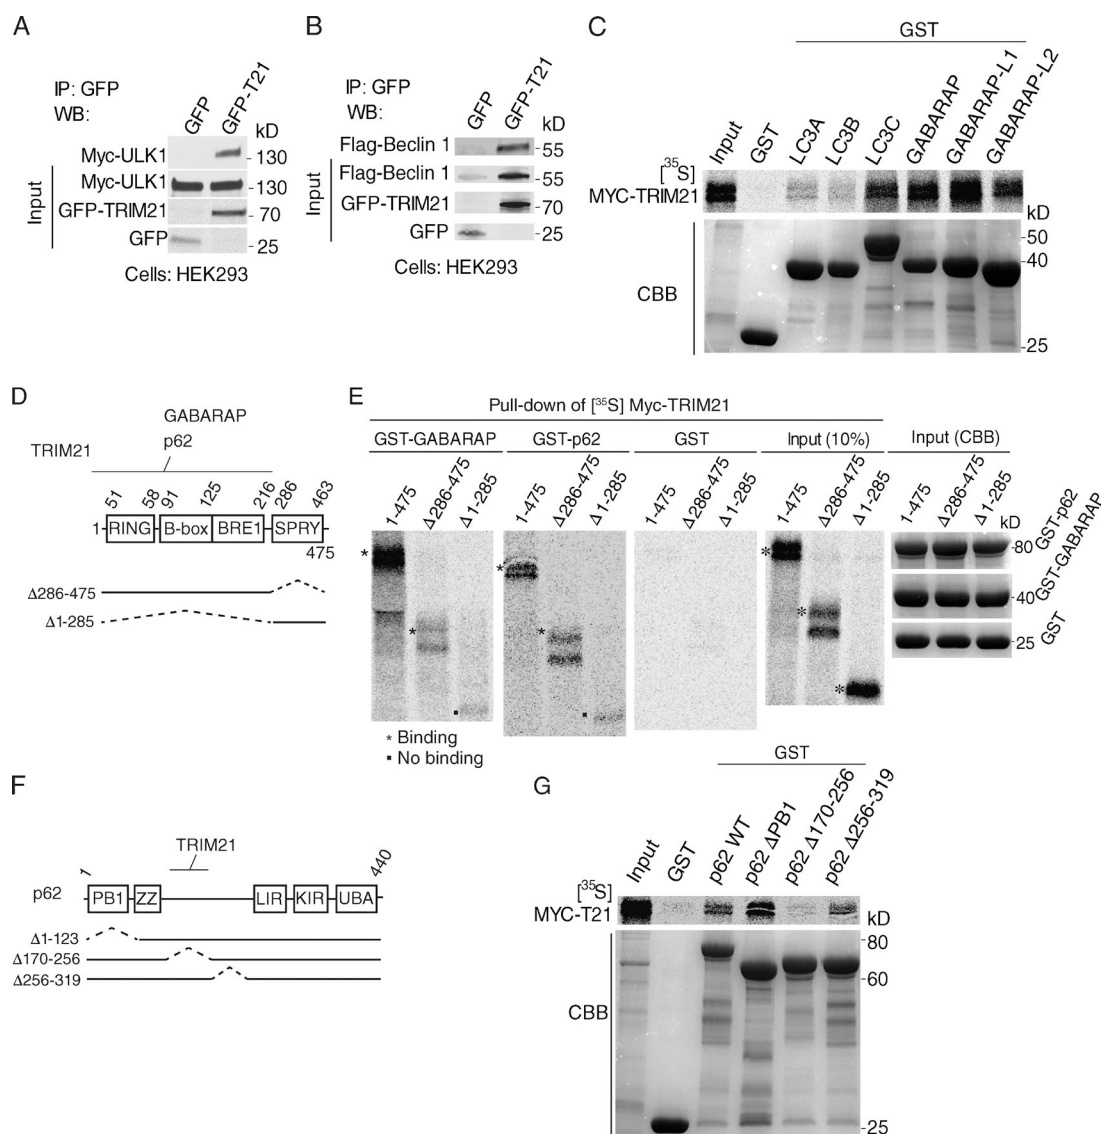 A
IP: GFP
WB:
GFP
GFP-T21
kD
Myc-ULK1
- 130
Input
Myc-ULK1
- 130
GFP-TRIM21
- 70
GFP
- 25
Cells: HEK293
B
IP: GFP
WB:
GFP
GFP-T21
kD
Flag-Beclin 1
- 55
Input
Flag-Beclin 1
- 55
GFP-TRIM21
- 70
GFP
- 25
Cells: HEK293
C
GST
Input
GST
LC3A
LC3B
LC3C
GABARAP
GABARAP-L1
GABARAP-L2
[35S]
MYC-TRIM21
kD
-50
-40
CBB
-25
D
GABARAP
p62
TRIM21
51
58
91
125
216
286
463
1
RING
B-box
BRE1
SPRY
475
Δ286-475
Δ1-285
E
Pull-down of [35S] Myc-TRIM21
GST-GABARAP
GST-p62
GST
Input (10%)
Input (CBB)
1-475
Δ286-475
Δ1-285
1-475
Δ286-475
Δ1-285
1-475
Δ286-475
Δ1-285
1-475
Δ286-475
Δ1-285
1-475
Δ286-475
Δ1-285
kD
- 80
GST-p62
- 40
GST-GABARAP
- 25
GST
* Binding
▪ No binding
F
TRIM21
1
440
p62
PB1
ZZ
LIR
KIR
UBA
Δ1-123
Δ170-256
Δ256-319
G
GST
Input
GST
p62 WT
p62 ΔPB1
p62 Δ170-256
p62 Δ256-319
[35S]
MYC-T21
kD
- 80
- 60
CBB
- 25